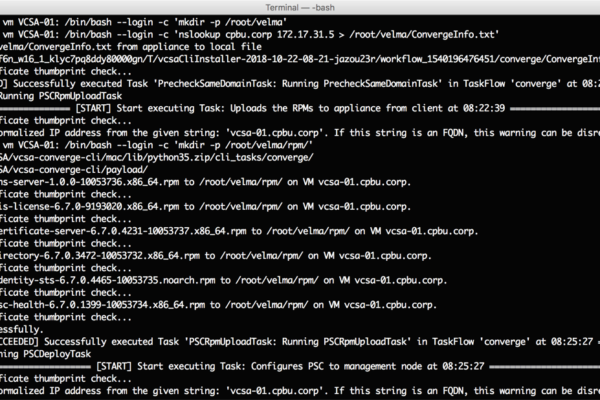 Terminal — -bash
vm VCSA-01: /bin/bash --login -c 'mkdir -p /root/velma'
vm VCSA-01: /bin/bash --login -c 'nslookup cpbu.corp 172.17.31.5 > /root/velma/ConvergeInfo.txt'
velma/ConvergeInfo.txt from appliance to local file
f6n_w16_1_klyc7pq8ddy80000gn/T/vcsaCliInstaller-2018-10-22-08-21-jazou23r/workflow_1540196476451/converge/ConvergeInfo
ficate thumbprint check...
D] Successfully executed Task 'PrecheckSameDomainTask: Running PrecheckSameDomainTask' in TaskFlow 'converge' at 08:2
Running PSCRpmUploadTask
================== [START] Start executing Task: Uploads the RPMs to appliance from client at 08:22:39 ==================
ficate thumbprint check...
ormalized IP address from the given string: 'vcsa-01.cpbu.corp'. If this string is an FQDN, this warning can be disre
vm VCSA-01: /bin/bash --login -c 'mkdir -p /root/velma/rpm/'
SA/vcsa-converge-cli/mac/lib/python35.zip/cli_tasks/converge/
SA/vcsa-converge-cli/payload/
ns-server-1.0.0-10053736.x86_64.rpm to /root/velma/rpm/ on VM vcsa-01.cpbu.corp.
ficate thumbprint check...
is-license-6.7.0-9193020.x86_64.rpm to /root/velma/rpm/ on VM vcsa-01.cpbu.corp.
ficate thumbprint check...
ertificate-server-6.7.0.4231-10053737.x86_64.rpm to /root/velma/rpm/ on VM vcsa-01.cpbu.corp.
ficate thumbprint check...
irectory-6.7.0.3472-10053732.x86_64.rpm to /root/velma/rpm/ on VM vcsa-01.cpbu.corp.
ficate thumbprint check...
dentity-sts-6.7.0.4465-10053735.noarch.rpm to /root/velma/rpm/ on VM vcsa-01.cpbu.corp.
ficate thumbprint check...
sc-health-6.7.0.1399-10053734.x86_64.rpm to /root/velma/rpm/ on VM vcsa-01.cpbu.corp.
ficate thumbprint check...
essfully.
CCEEDED] Successfully executed Task 'PSCRpmUploadTask: Running PSCRpmUploadTask' in TaskFlow 'converge' at 08:25:27 =
ning PSCDeployTask
================== [START] Start executing Task: Configures PSC to management node at 08:25:27 ==================
ficate thumbprint check...
ormalized IP address from the given string: 'vcsa-01.cpbu.corp'. If this string is an FQDN, this warning can be disre